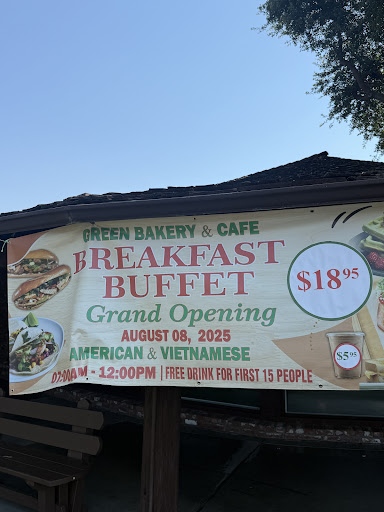 GREEN BAKERY & CAFE
BREAKFAST
BUFFET
$18.95
Grand Opening
AUGUST 08, 2025
AMERICAN & VIETNAMESE
$5.95
07:00AM - 12:00PM | FREE DRINK FOR FIRST 15 PEOPLE